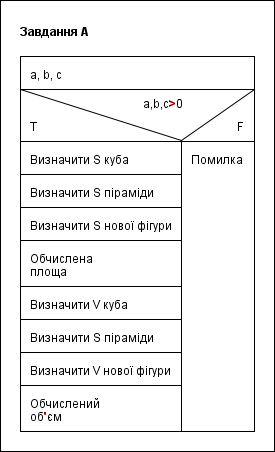 Завдання А
a, b, c
a,b,c>0
T
F
Визначити S куба
Помилка
Визначити S піраміди
Визначити S нової фігури
Обчислена
площа
Визначити V куба
Визначити S піраміди
Визначити V нової фігури
Обчислений
об'єм